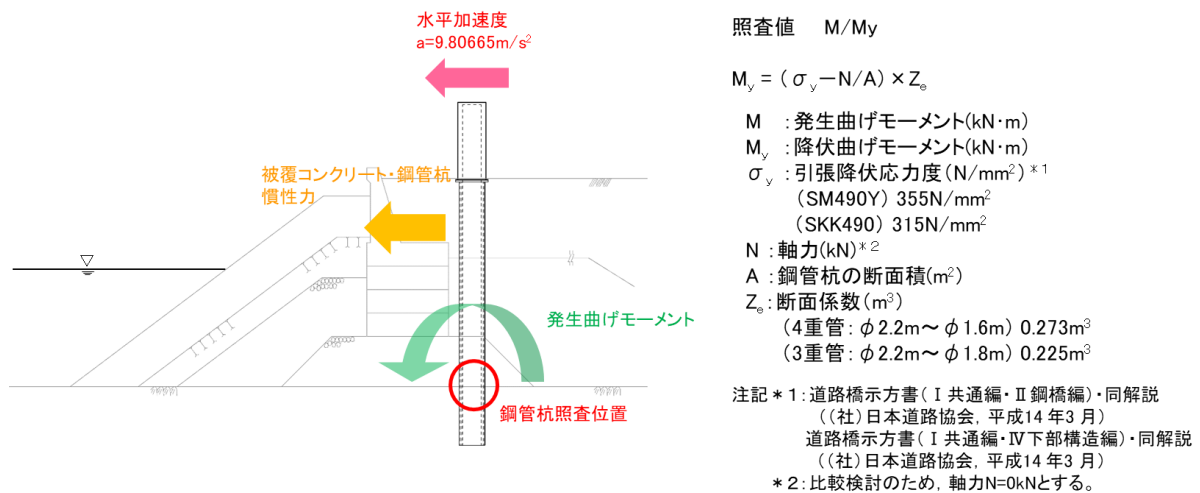 水平加速度
a=9.80665m/s²
被覆コンクリート・鋼管杭
慣性力
発生曲げモーメント
鋼管杭照査位置
照査値 M/My
My = (σy－N/A)×Ze
M ：発生曲げモーメント(kN・m)
My ：降伏曲げモーメント(kN・m)
σy ：引張降伏応力度(N/mm²)＊1
(SM490Y) 355N/mm²
(SKK490) 315N/mm²
N ：軸力(kN)＊2
A ：鋼管杭の断面積(m²)
Ze：断面係数(m³)
(4重管：φ2.2m～φ1.6m) 0.273m³
(3重管：φ2.2m～φ1.8m) 0.225m³
注記＊1：道路橋示方書(Ⅰ共通編・Ⅱ鋼橋編)・同解説
((社)日本道路協会，平成14年3月)
道路橋示方書(Ⅰ共通編・Ⅳ下部構造編)・同解説
((社)日本道路協会，平成14年3月)
＊2：比較検討のため，軸力N=0kNとする。